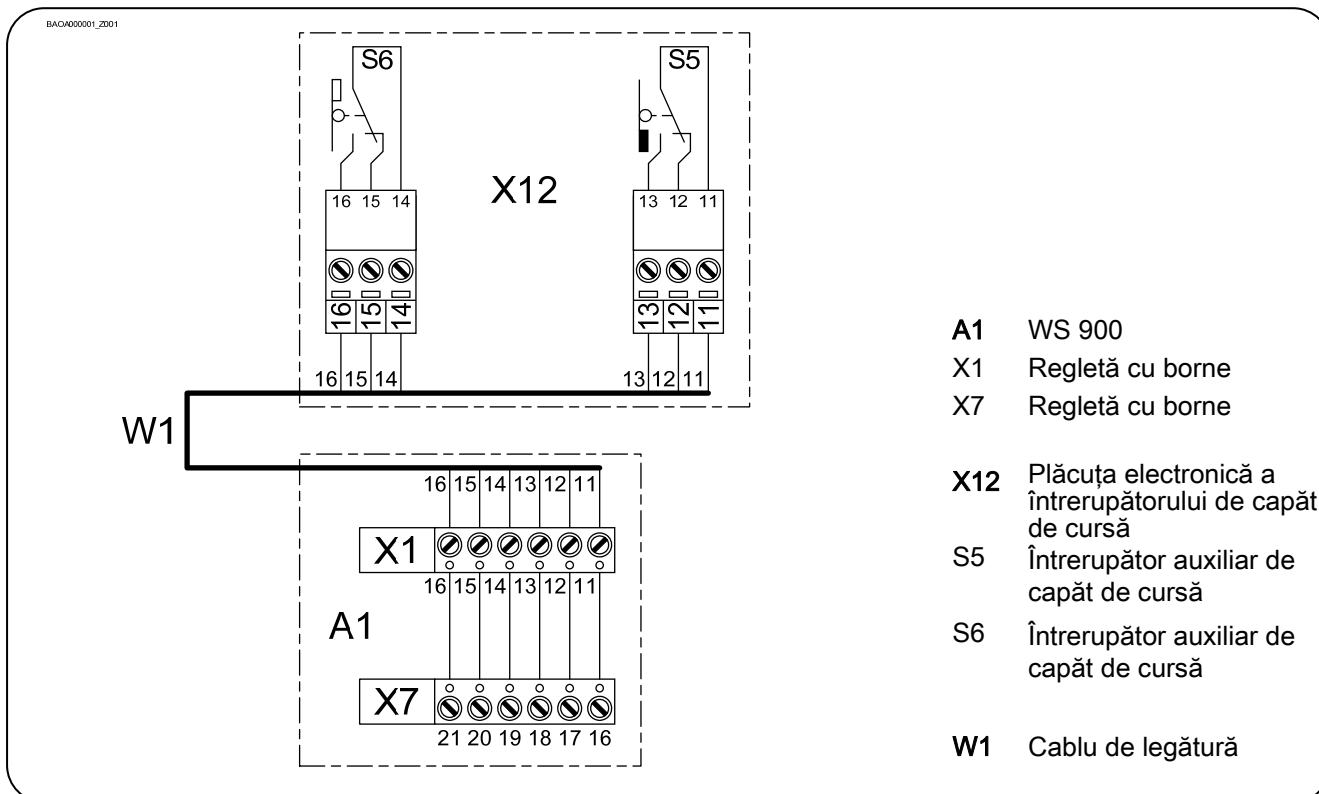 BAOA000001_Z001
S6
S5
X12
16 15 14
13 12 11
16 15 14
13 12 11
16 15 14
13 12 11
W1
16 15 14 13 12 11
X1
16 15 14 13 12 11
A1
X7
21 20 19 18 17 16
A1 WS 900
X1 Regletă cu borne
X7 Regletă cu borne
X12 Plăcuța electronică a
întrerupătorului de capăt
de cursă
S5 Întrerupător auxiliar de
capăt de cursă
S6 Întrerupător auxiliar de
capăt de cursă
W1 Cablu de legătură